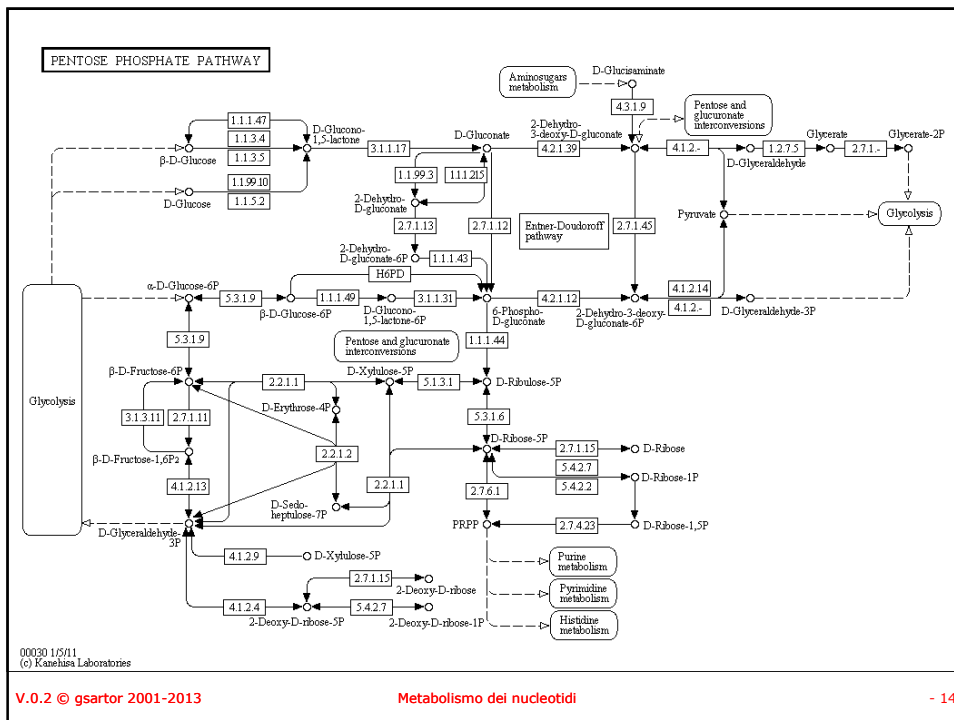 PENTOSE PHOSPHATE PATHWAY
Aminosugars
metabolism
D-Glucisaminate
4.3.1.9
Pentose and
glucuronate
interconversions
1.1.1.47
1.1.3.4
1.1.3.5
β-D-Glucose
D-Glucono-
1,5-lactone
3.1.1.17
D-Gluconate
4.2.1.39
2-Dehydro-
3-deoxy-D-gluconate
4.1.2.-
D-Glyceraldehyde
1.2.7.5
Glycerate
2.7.1.-
Glycerate-2P
1.1.99.10
1.1.5.2
D-Glucose
1.1.99.3
1.1.1.215
2-Dehydro-
D-gluconate
2.7.1.13
2.7.1.12
Entner-Doudoroff
pathway
2.7.1.45
Pyruvate
Glycolysis
2-Dehydro-
D-gluconate-6P
1.1.1.43
H6PD
α-D-Glucose-6P
5.3.1.9
β-D-Glucose-6P
1.1.1.49
D-Glucono-
1,5-lactone-6P
3.1.1.31
6-Phospho-
D-gluconate
4.2.1.12
2-Dehydro-3-deoxy-
D-gluconate-6P
4.1.2.14
4.1.2.-
D-Glyceraldehyde-3P
5.3.1.9
Pentose and glucuronate
interconversions
1.1.1.44
β-D-Fructose-6P
2.2.1.1
D-Xylulose-5P
5.1.3.1
D-Ribulose-5P
Glycolysis
3.1.3.11
2.7.1.11
D-Erythrose-4P
5.3.1.6
β-D-Fructose-1,6P2
2.2.1.2
D-Ribose-5P
2.7.1.15
D-Ribose
4.1.2.13
2.2.1.1
5.4.2.7
5.4.2.2
D-Ribose-1P
2.7.6.1
D-Sedo-
heptulose-7P
D-Glyceraldehyde-
3P
PRPP
2.7.4.23
D-Ribose-1,5P
4.1.2.9
D-Xylulose-5P
Purine
metabolism
2.7.1.15
2-Deoxy-D-ribose
Pyrimidine
metabolism
4.1.2.4
2-Deoxy-D-ribose-5P
5.4.2.7
2-Deoxy-D-ribose-1P
Histidine
metabolism
00030 1/5/11
(c) Kanehisa Laboratories
V.0.2 © gsartor 2001-2013
Metabolismo dei nucleotidi
- 14